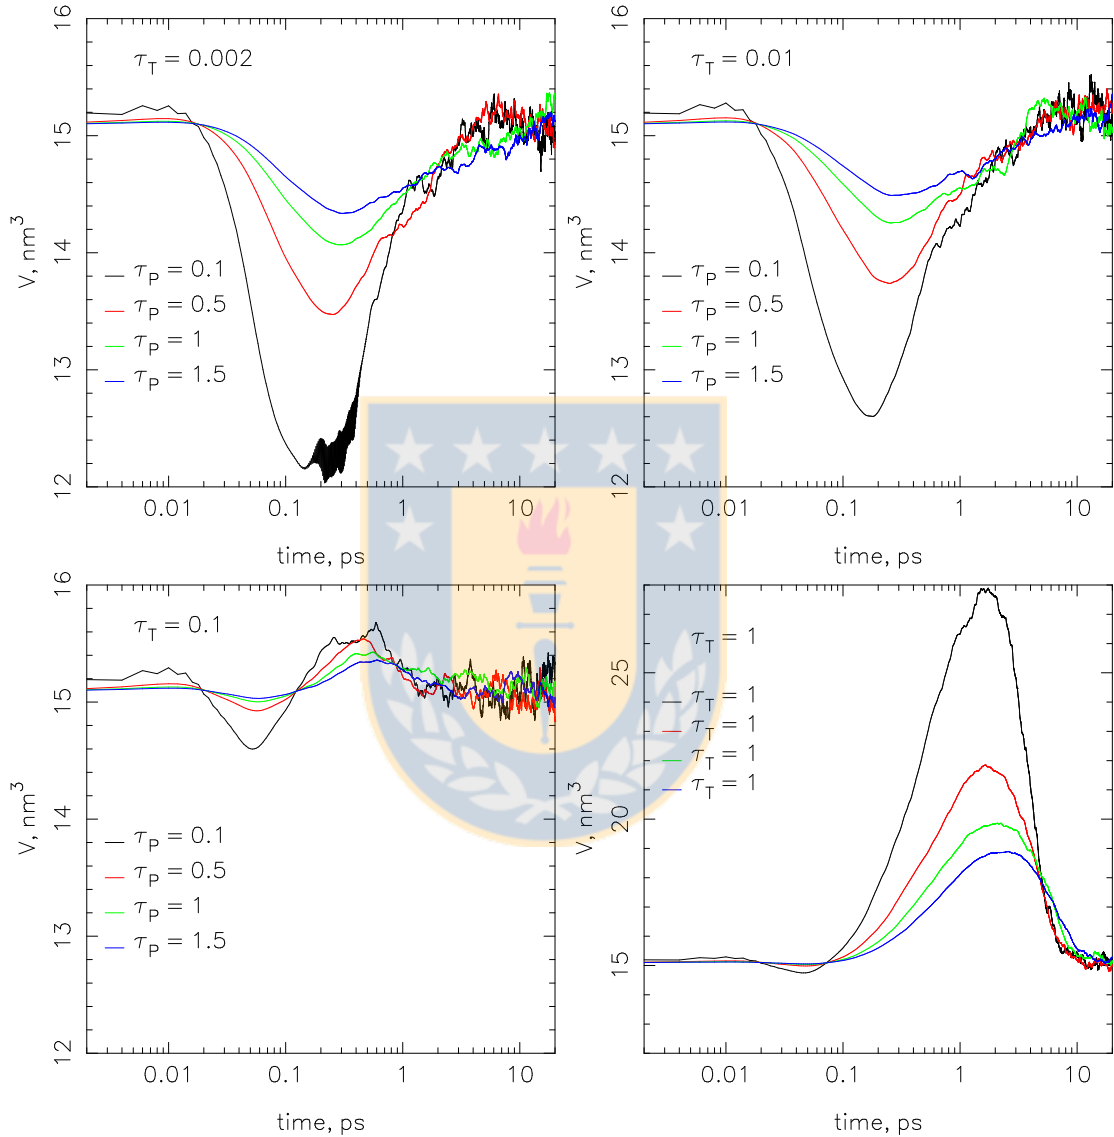 τT = 0.002
16
15
14
13
12
V, nm3
τP = 0.1
τP = 0.5
τP = 1
τP = 1.5
0.01 0.1 1 10
time, ps
τT = 0.01
16
15
14
13
12
V, nm3
τP = 0.1
τP = 0.5
τP = 1
τP = 1.5
0.01 0.1 1 10
time, ps
τT = 0.1
16
15
14
13
12
V, nm3
τP = 0.1
τP = 0.5
τP = 1
τP = 1.5
0.01 0.1 1 10
time, ps
τT = 1
25
20
15
V, nm3
τT = 1
τT = 1
τT = 1
τT = 1
0.01 0.1 1 10
time, ps